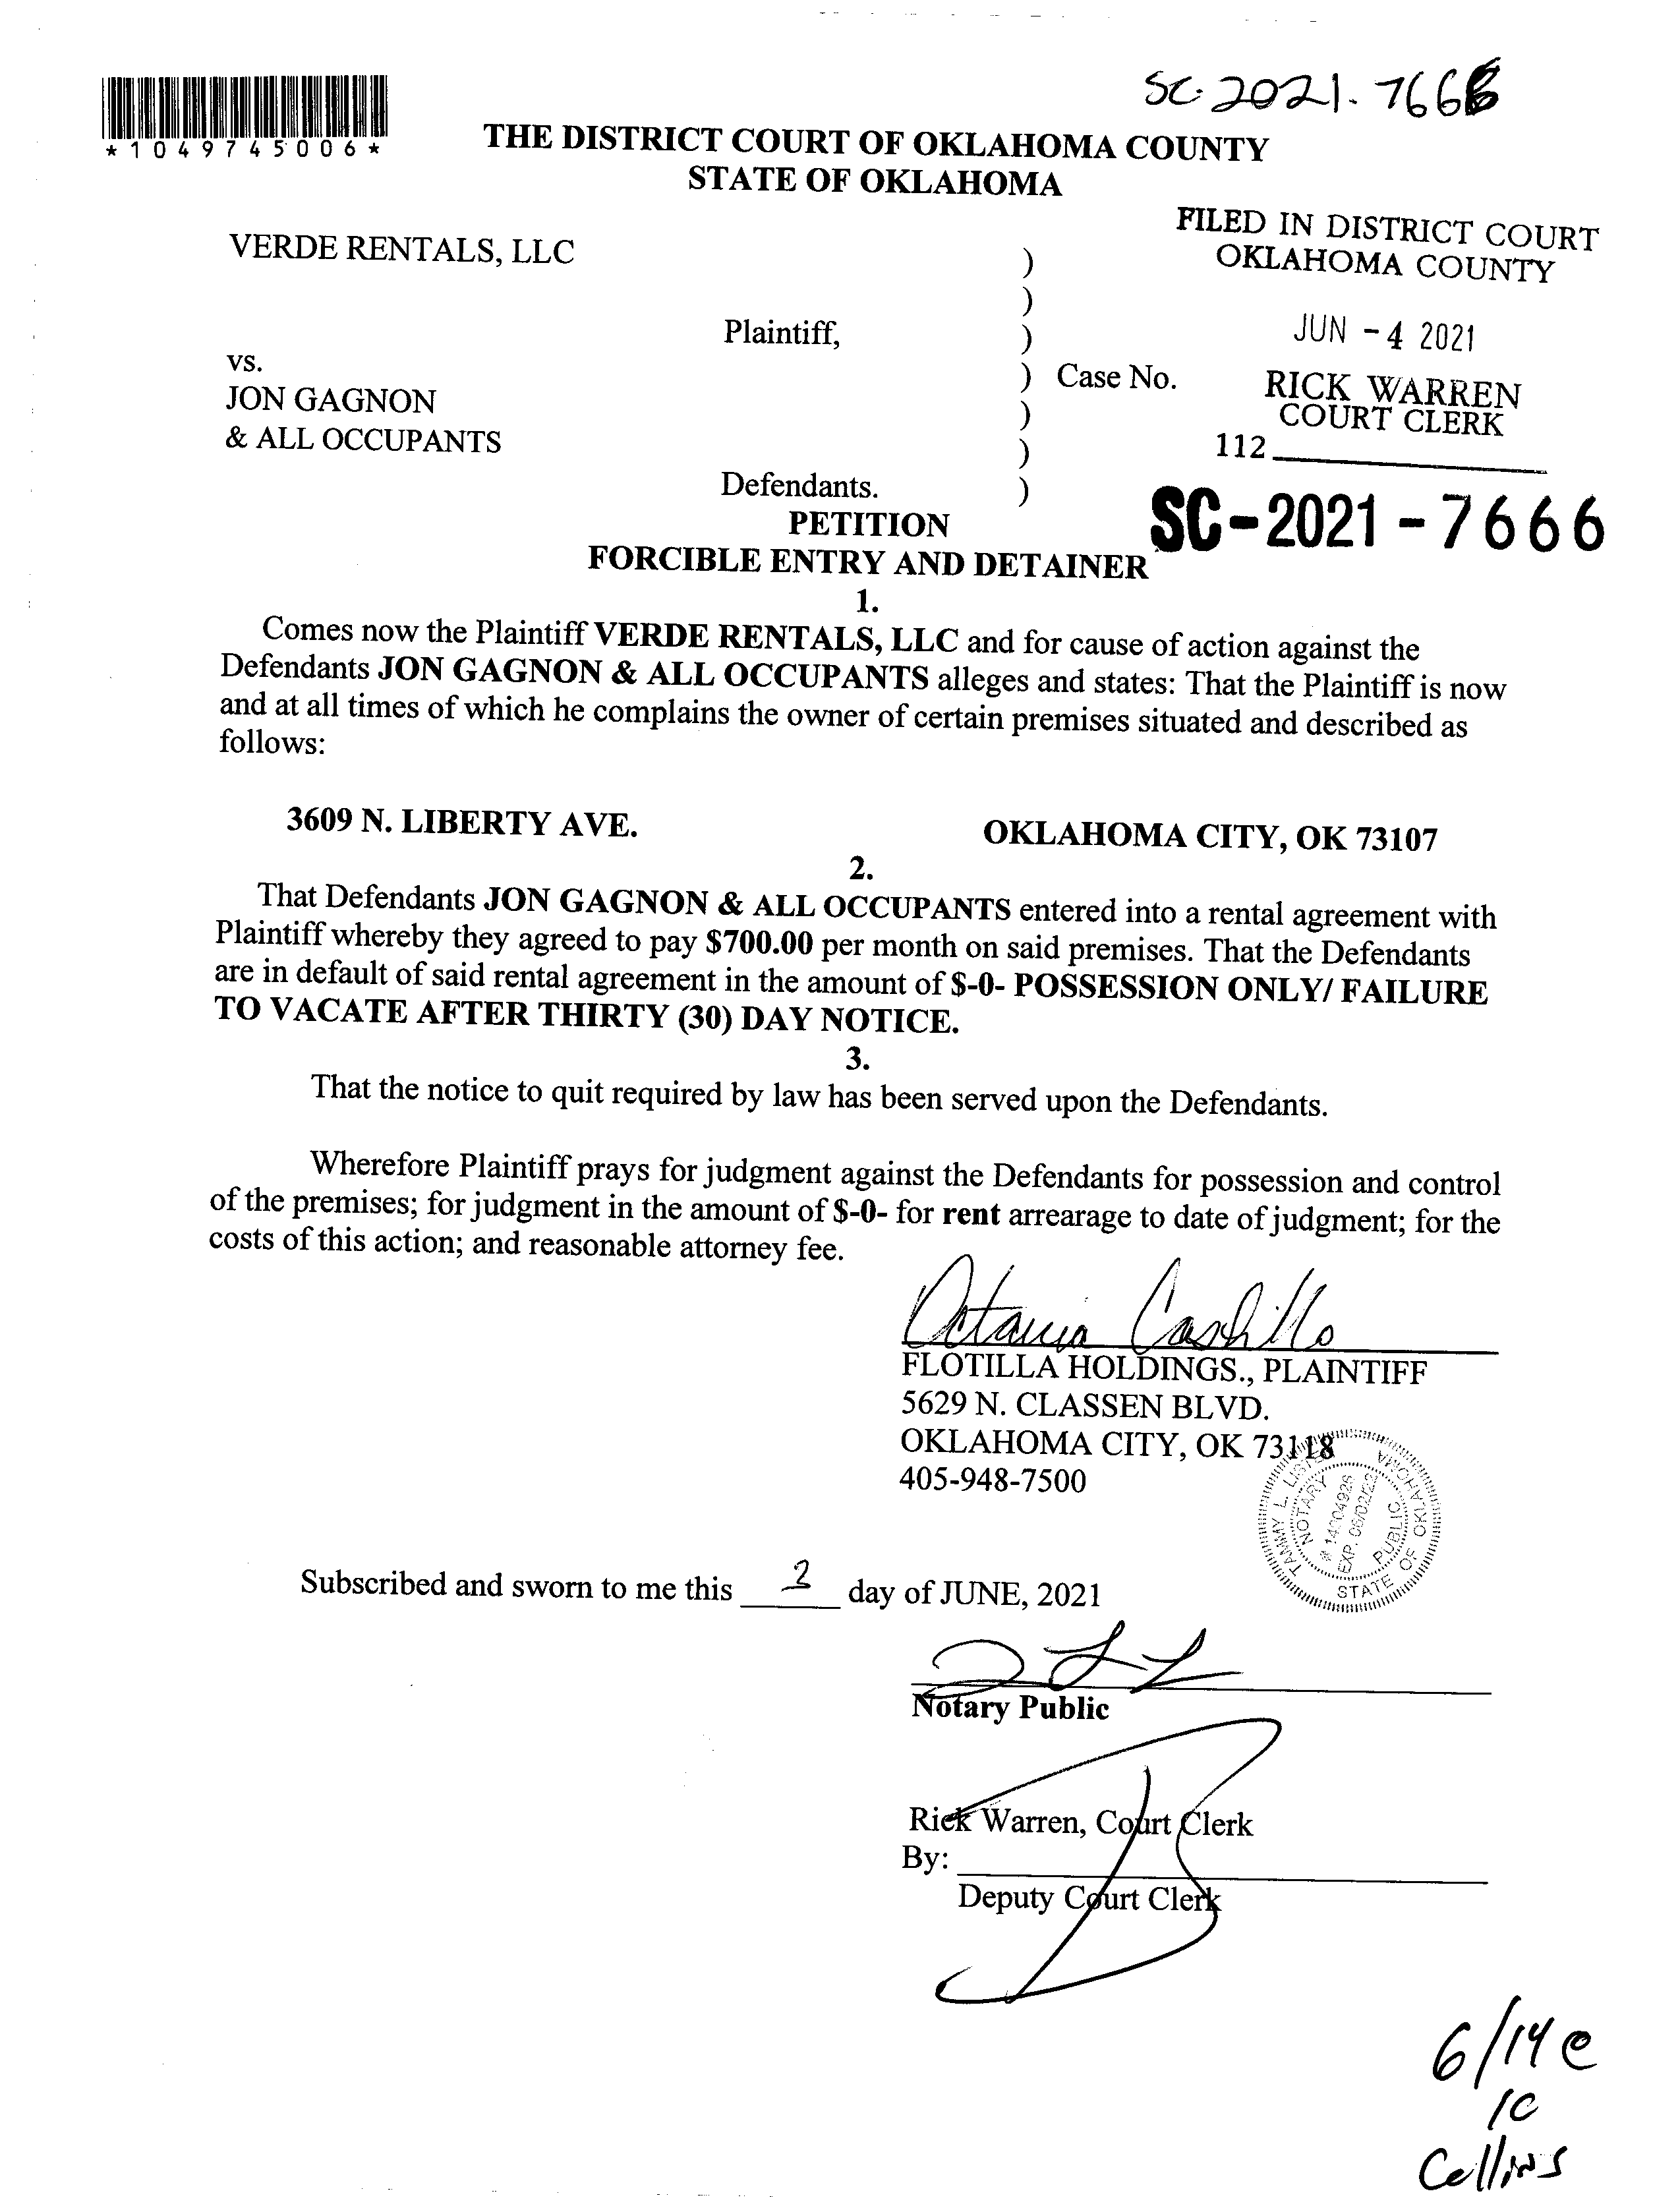 SC-2021-7666
*1049745006*
THE DISTRICT COURT OF OKLAHOMA COUNTY
STATE OF OKLAHOMA
FILED IN DISTRICT COURT
OKLAHOMA COUNTY
VERDE RENTALS, LLC )
)
JUN - 4 2021
Plaintiff, )
vs. ) Case No.
RICK WARREN
COURT CLERK
JON GAGNON )
& ALL OCCUPANTS )
112
Defendants. )
SC-2021-7666
PETITION
FORCIBLE ENTRY AND DETAINER
1.
Comes now the Plaintiff VERDE RENTALS, LLC and for cause of action against the
Defendants JON GAGNON & ALL OCCUPANTS alleges and states: That the Plaintiff is now
and at all times of which he complains the owner of certain premises situated and described as
follows:
3609 N. LIBERTY AVE. OKLAHOMA CITY, OK 73107
2.
That Defendants JON GAGNON & ALL OCCUPANTS entered into a rental agreement with
Plaintiff whereby they agreed to pay $700.00 per month on said premises. That the Defendants
are in default of said rental agreement in the amount of $-0- POSSESSION ONLY/ FAILURE
TO VACATE AFTER THIRTY (30) DAY NOTICE.
3.
That the notice to quit required by law has been served upon the Defendants.
Wherefore Plaintiff prays for judgment against the Defendants for possession and control
of the premises; for judgment in the amount of $-0- for rent arrearage to date of judgment; for the
costs of this action; and reasonable attorney fee.
Octavia Castillo
FLOTILLA HOLDINGS., PLAINTIFF
5629 N. CLASSEN BLVD.
OKLAHOMA CITY, OK 73118
405-948-7500
TAMMY L.
NOTARY PUBLIC
# 14004926
EXP. 06/02/22
STATE OF OKLAHOMA
Subscribed and sworn to me this 2 day of JUNE, 2021
Notary Public
Rick Warren, Court Clerk
By:
Deputy Court Clerk
6/14 @
10
Collins